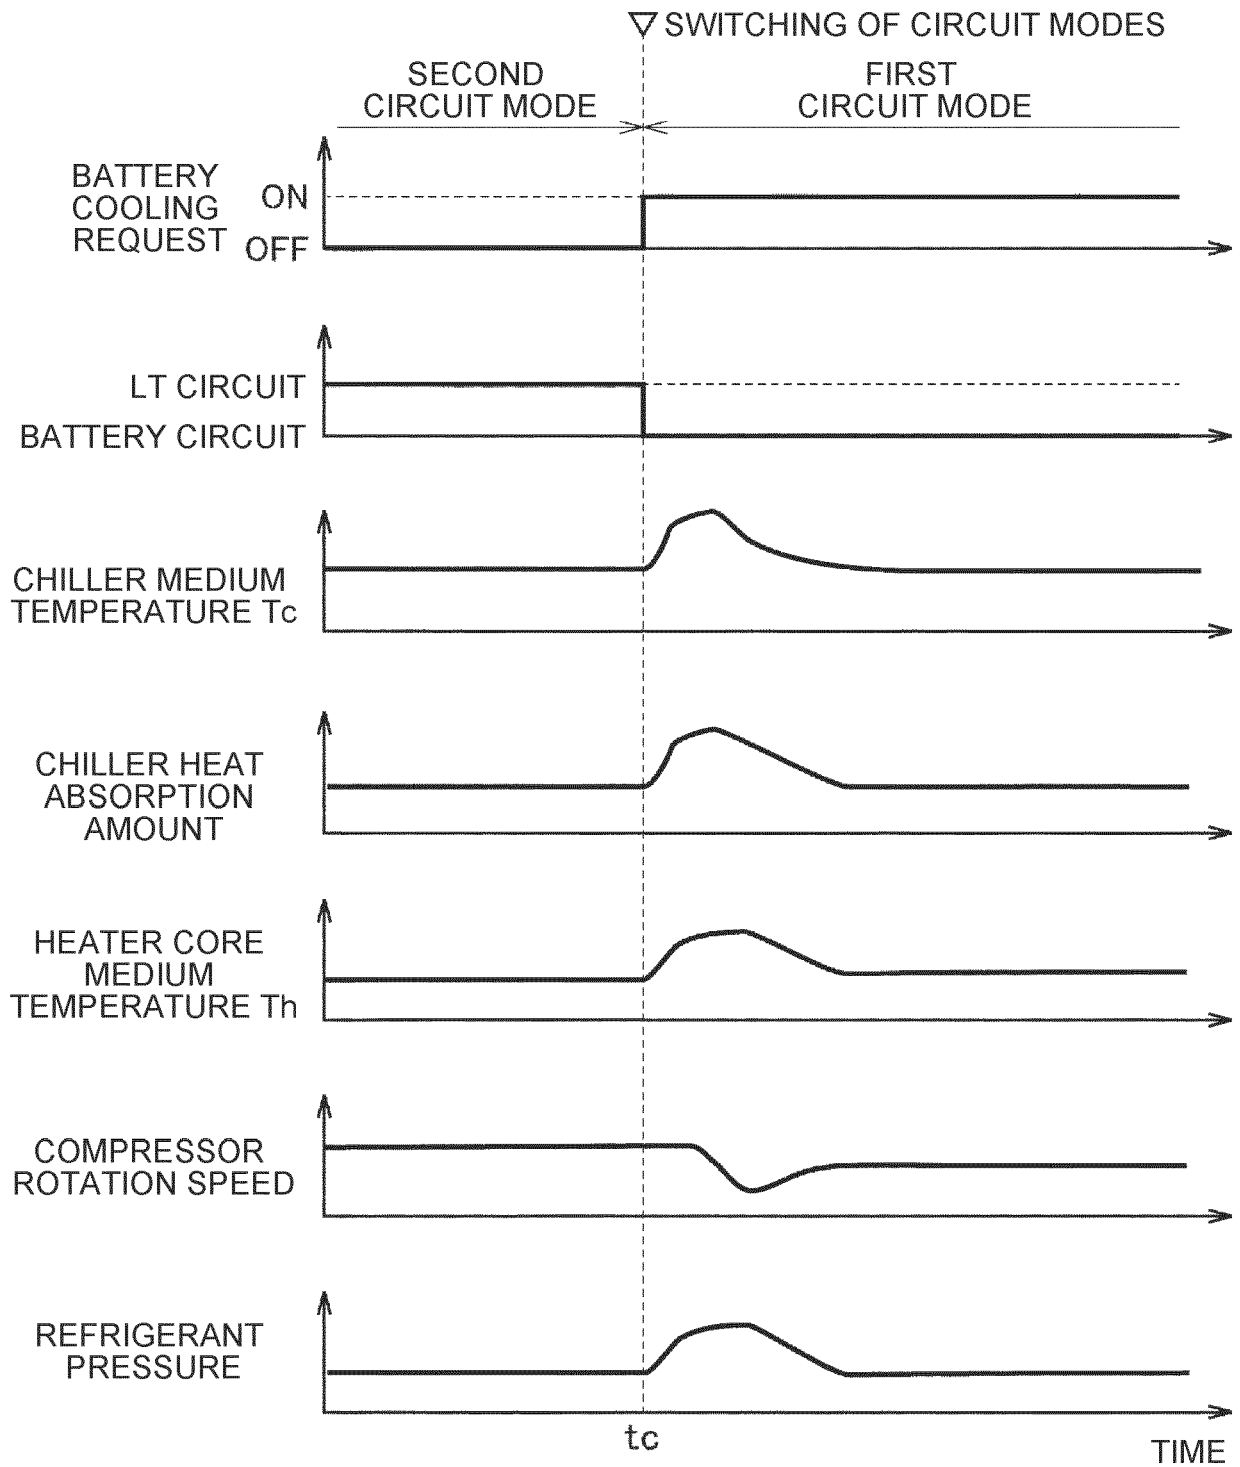 ▽ SWITCHING OF CIRCUIT MODES
SECOND
CIRCUIT MODE
FIRST
CIRCUIT MODE
BATTERY
COOLING
REQUEST
ON
OFF
LT CIRCUIT
BATTERY CIRCUIT
CHILLER MEDIUM
TEMPERATURE Tc
CHILLER HEAT
ABSORPTION
AMOUNT
HEATER CORE
MEDIUM
TEMPERATURE Th
COMPRESSOR
ROTATION SPEED
REFRIGERANT
PRESSURE
tc
TIME